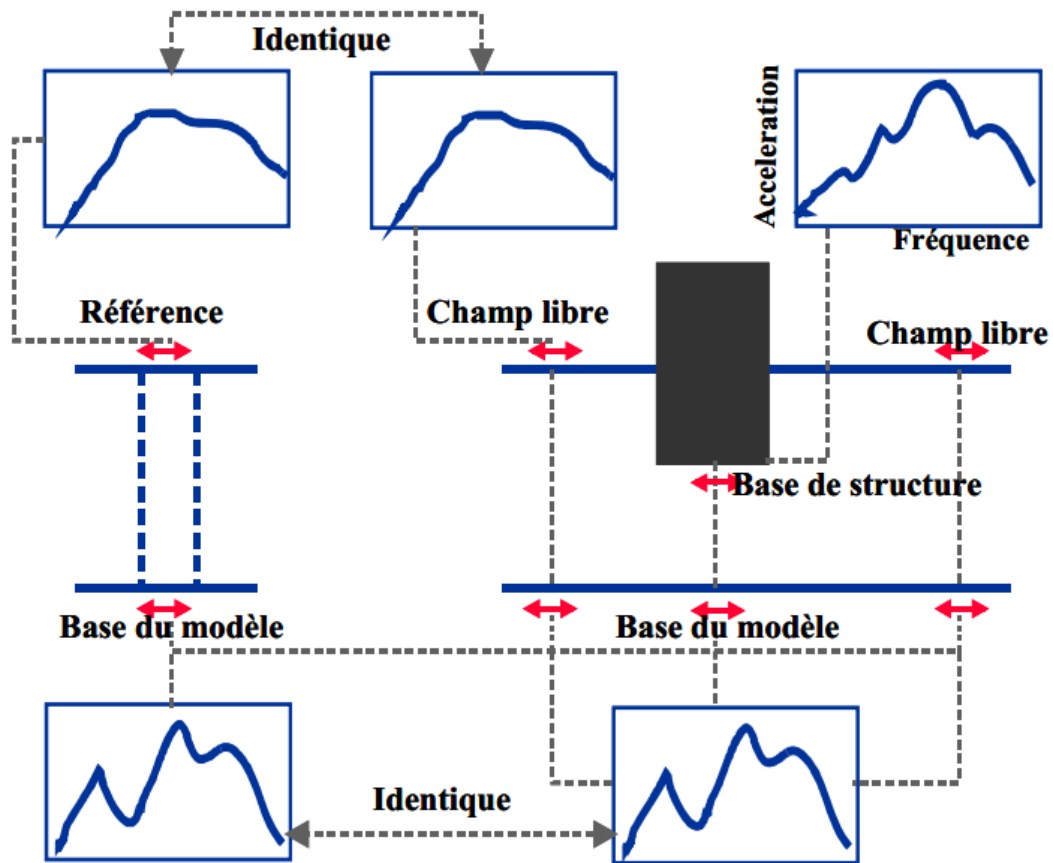 Identique
Acceleration
Fréquence
Référence
Champ libre
Champ libre
Base de structure
Base du modèle
Base du modèle
Identique